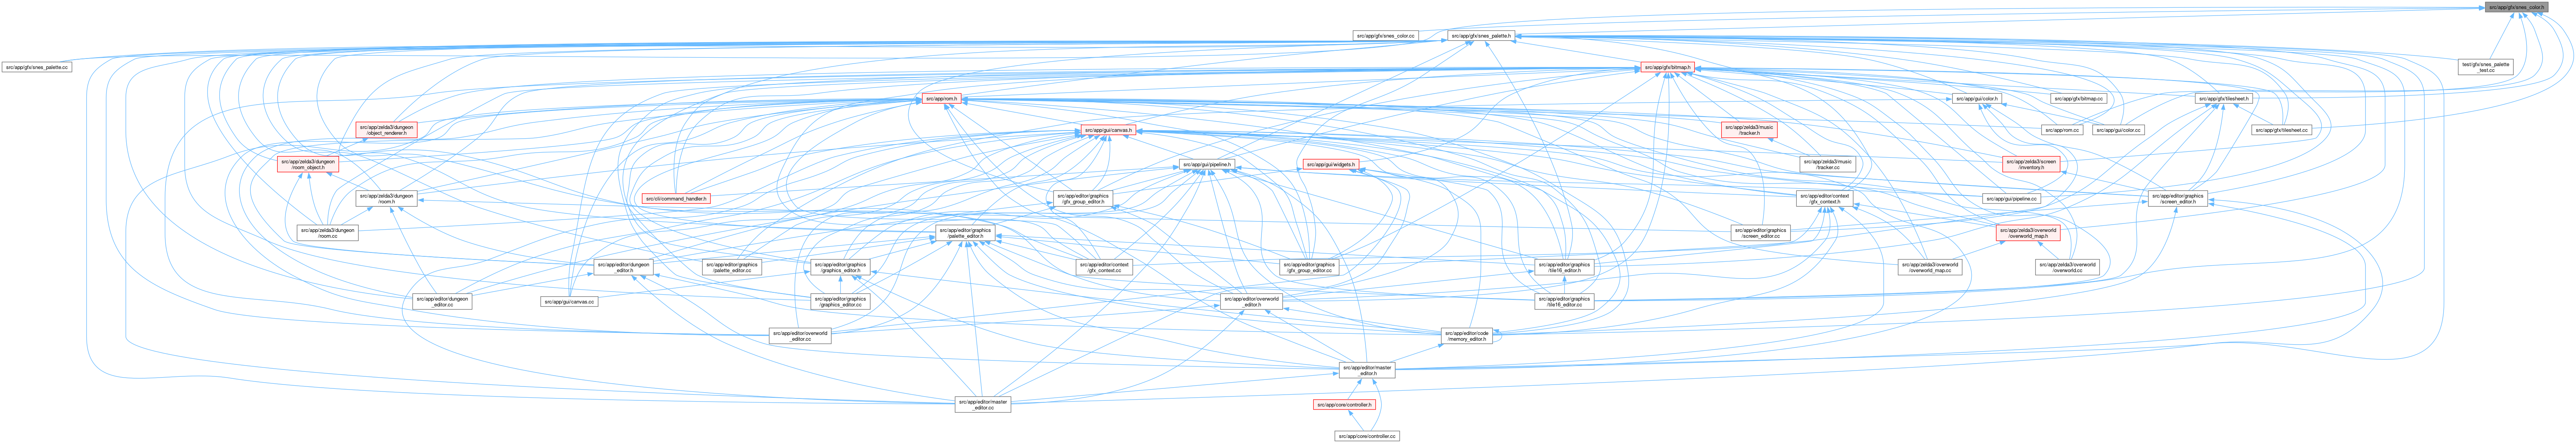 src/app/gfx/snes_color.h
src/app/gfx/snes_color.cc
src/app/gfx/snes_palette.h
src/app/gfx/snes_palette.cc
src/app/gfx/bitmap.h
test/gfx/snes_palette
_test.cc
src/app/rom.h
src/app/gui/color.h
src/app/gfx/bitmap.cc
src/app/gfx/tilesheet.h
src/app/zelda3/dungeon
/object_renderer.h
src/app/gui/canvas.h
src/app/zelda3/music
/tracker.h
src/app/rom.cc
src/app/gui/color.cc
src/app/gfx/tilesheet.cc
src/app/zelda3/dungeon
/room_object.h
src/app/gui/pipeline.h
src/app/gui/widgets.h
src/app/zelda3/music
/tracker.cc
src/app/zelda3/screen
/inventory.h
src/app/zelda3/dungeon
/room.h
src/cli/command_handler.h
src/app/editor/graphics
/gfx_group_editor.h
src/app/editor/context
/gfx_context.h
src/app/gui/pipeline.cc
src/app/editor/graphics
/screen_editor.h
src/app/zelda3/dungeon
/room.cc
src/app/editor/graphics
/palette_editor.h
src/app/editor/graphics
/screen_editor.cc
src/app/zelda3/overworld
/overworld_map.h
src/app/editor/dungeon
_editor.h
src/app/editor/graphics
/palette_editor.cc
src/app/editor/graphics
/graphics_editor.h
src/app/editor/context
/gfx_context.cc
src/app/editor/graphics
/gfx_group_editor.cc
src/app/editor/graphics
/tile16_editor.h
src/app/zelda3/overworld
/overworld_map.cc
src/app/zelda3/overworld
/overworld.cc
src/app/editor/dungeon
_editor.cc
src/app/gui/canvas.cc
src/app/editor/graphics
/graphics_editor.cc
src/app/editor/overworld
_editor.h
src/app/editor/graphics
/tile16_editor.cc
src/app/editor/overworld
_editor.cc
src/app/editor/code
/memory_editor.h
src/app/editor/master
_editor.h
src/app/editor/master
_editor.cc
src/app/core/controller.h
src/app/core/controller.cc